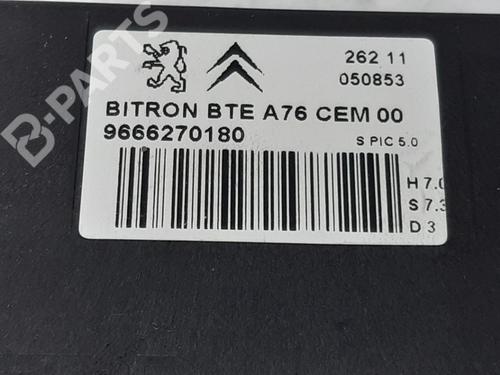 262 11
050853
BITRON BTE A76 CEM 00
9666270180
S PIC 5.0
H 7.0
S 7.3
D 3
B-PARTS